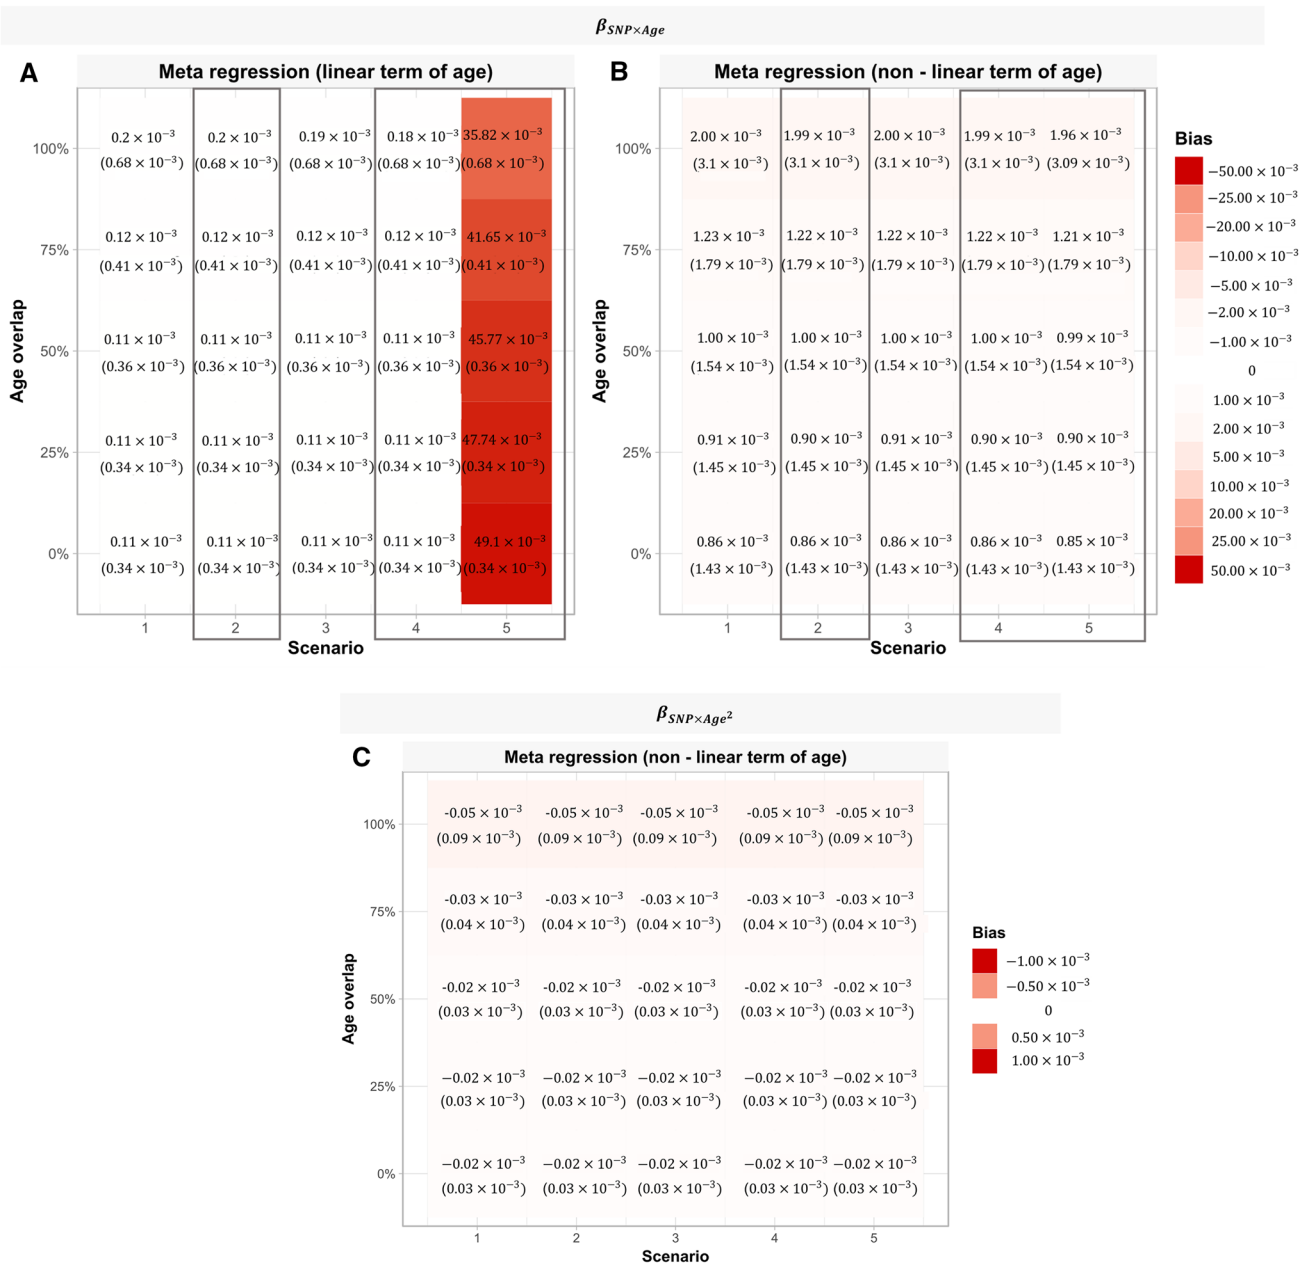 β_SNP×Age
A
Meta regression (linear term of age)
B
Meta regression (non - linear term of age)
Age overlap
100%
0.2 × 10⁻³ 0.2 × 10⁻³ 0.19 × 10⁻³ 0.18 × 10⁻³ 35.82 × 10⁻³
(0.68 × 10⁻³) (0.68 × 10⁻³) (0.68 × 10⁻³) (0.68 × 10⁻³) (0.68 × 10⁻³)
75%
0.12 × 10⁻³ 0.12 × 10⁻³ 0.12 × 10⁻³ 0.12 × 10⁻³ 41.65 × 10⁻³
(0.41 × 10⁻³) (0.41 × 10⁻³) (0.41 × 10⁻³) (0.41 × 10⁻³) (0.41 × 10⁻³)
50%
0.11 × 10⁻³ 0.11 × 10⁻³ 0.11 × 10⁻³ 0.11 × 10⁻³ 45.77 × 10⁻³
(0.36 × 10⁻³) (0.36 × 10⁻³) (0.36 × 10⁻³) (0.36 × 10⁻³) (0.36 × 10⁻³)
25%
0.11 × 10⁻³ 0.11 × 10⁻³ 0.11 × 10⁻³ 0.11 × 10⁻³ 47.74 × 10⁻³
(0.34 × 10⁻³) (0.34 × 10⁻³) (0.34 × 10⁻³) (0.34 × 10⁻³) (0.34 × 10⁻³)
0%
0.11 × 10⁻³ 0.11 × 10⁻³ 0.11 × 10⁻³ 0.11 × 10⁻³ 49.1 × 10⁻³
(0.34 × 10⁻³) (0.34 × 10⁻³) (0.34 × 10⁻³) (0.34 × 10⁻³) (0.34 × 10⁻³)
1 2 3 4 5
Scenario
Age overlap
100%
2.00 × 10⁻³ 1.99 × 10⁻³ 2.00 × 10⁻³ 1.99 × 10⁻³ 1.96 × 10⁻³
(3.1 × 10⁻³) (3.1 × 10⁻³) (3.1 × 10⁻³) (3.1 × 10⁻³) (3.09 × 10⁻³)
75%
1.23 × 10⁻³ 1.22 × 10⁻³ 1.22 × 10⁻³ 1.22 × 10⁻³ 1.21 × 10⁻³
(1.79 × 10⁻³) (1.79 × 10⁻³) (1.79 × 10⁻³) (1.79 × 10⁻³) (1.79 × 10⁻³)
50%
1.00 × 10⁻³ 1.00 × 10⁻³ 1.00 × 10⁻³ 1.00 × 10⁻³ 0.99 × 10⁻³
(1.54 × 10⁻³) (1.54 × 10⁻³) (1.54 × 10⁻³) (1.54 × 10⁻³) (1.54 × 10⁻³)
25%
0.91 × 10⁻³ 0.90 × 10⁻³ 0.91 × 10⁻³ 0.90 × 10⁻³ 0.90 × 10⁻³
(1.45 × 10⁻³) (1.45 × 10⁻³) (1.45 × 10⁻³) (1.45 × 10⁻³) (1.45 × 10⁻³)
0%
0.86 × 10⁻³ 0.86 × 10⁻³ 0.86 × 10⁻³ 0.86 × 10⁻³ 0.85 × 10⁻³
(1.43 × 10⁻³) (1.43 × 10⁻³) (1.43 × 10⁻³) (1.43 × 10⁻³) (1.43 × 10⁻³)
1 2 3 4 5
Scenario
Bias
−50.00 × 10⁻³
−25.00 × 10⁻³
−20.00 × 10⁻³
−10.00 × 10⁻³
−5.00 × 10⁻³
−2.00 × 10⁻³
−1.00 × 10⁻³
0
1.00 × 10⁻³
2.00 × 10⁻³
5.00 × 10⁻³
10.00 × 10⁻³
20.00 × 10⁻³
25.00 × 10⁻³
50.00 × 10⁻³
β_SNP×Age²
C
Meta regression (non - linear term of age)
Age overlap
100%
-0.05 × 10⁻³ -0.05 × 10⁻³ -0.05 × 10⁻³ -0.05 × 10⁻³ -0.05 × 10⁻³
(0.09 × 10⁻³) (0.09 × 10⁻³) (0.09 × 10⁻³) (0.09 × 10⁻³) (0.09 × 10⁻³)
75%
-0.03 × 10⁻³ -0.03 × 10⁻³ -0.03 × 10⁻³ -0.03 × 10⁻³ -0.03 × 10⁻³
(0.04 × 10⁻³) (0.04 × 10⁻³) (0.04 × 10⁻³) (0.04 × 10⁻³) (0.04 × 10⁻³)
50%
-0.02 × 10⁻³ -0.02 × 10⁻³ -0.02 × 10⁻³ -0.02 × 10⁻³ -0.02 × 10⁻³
(0.03 × 10⁻³) (0.03 × 10⁻³) (0.03 × 10⁻³) (0.03 × 10⁻³) (0.03 × 10⁻³)
25%
−0.02 × 10⁻³ −0.02 × 10⁻³ −0.02 × 10⁻³ −0.02 × 10⁻³ −0.02 × 10⁻³
(0.03 × 10⁻³) (0.03 × 10⁻³) (0.03 × 10⁻³) (0.03 × 10⁻³) (0.03 × 10⁻³)
0%
−0.02 × 10⁻³ −0.02 × 10⁻³ −0.02 × 10⁻³ −0.02 × 10⁻³ −0.02 × 10⁻³
(0.03 × 10⁻³) (0.03 × 10⁻³) (0.03 × 10⁻³) (0.03 × 10⁻³) (0.03 × 10⁻³)
1 2 3 4 5
Scenario
Bias
−1.00 × 10⁻³
−0.50 × 10⁻³
0
0.50 × 10⁻³
1.00 × 10⁻³